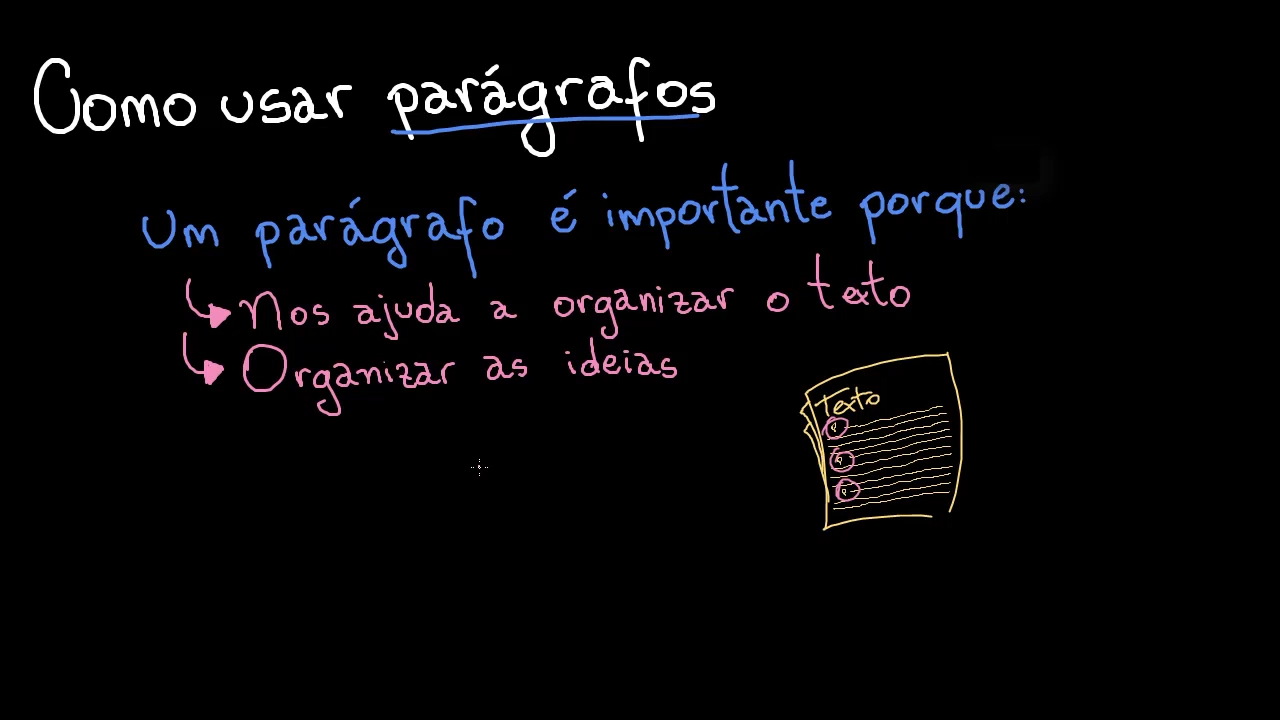 Como usar parágrafos
Um parágrafo é importante porque:
Nos ajuda a organizar o texto
Organizar as ideias
Texto